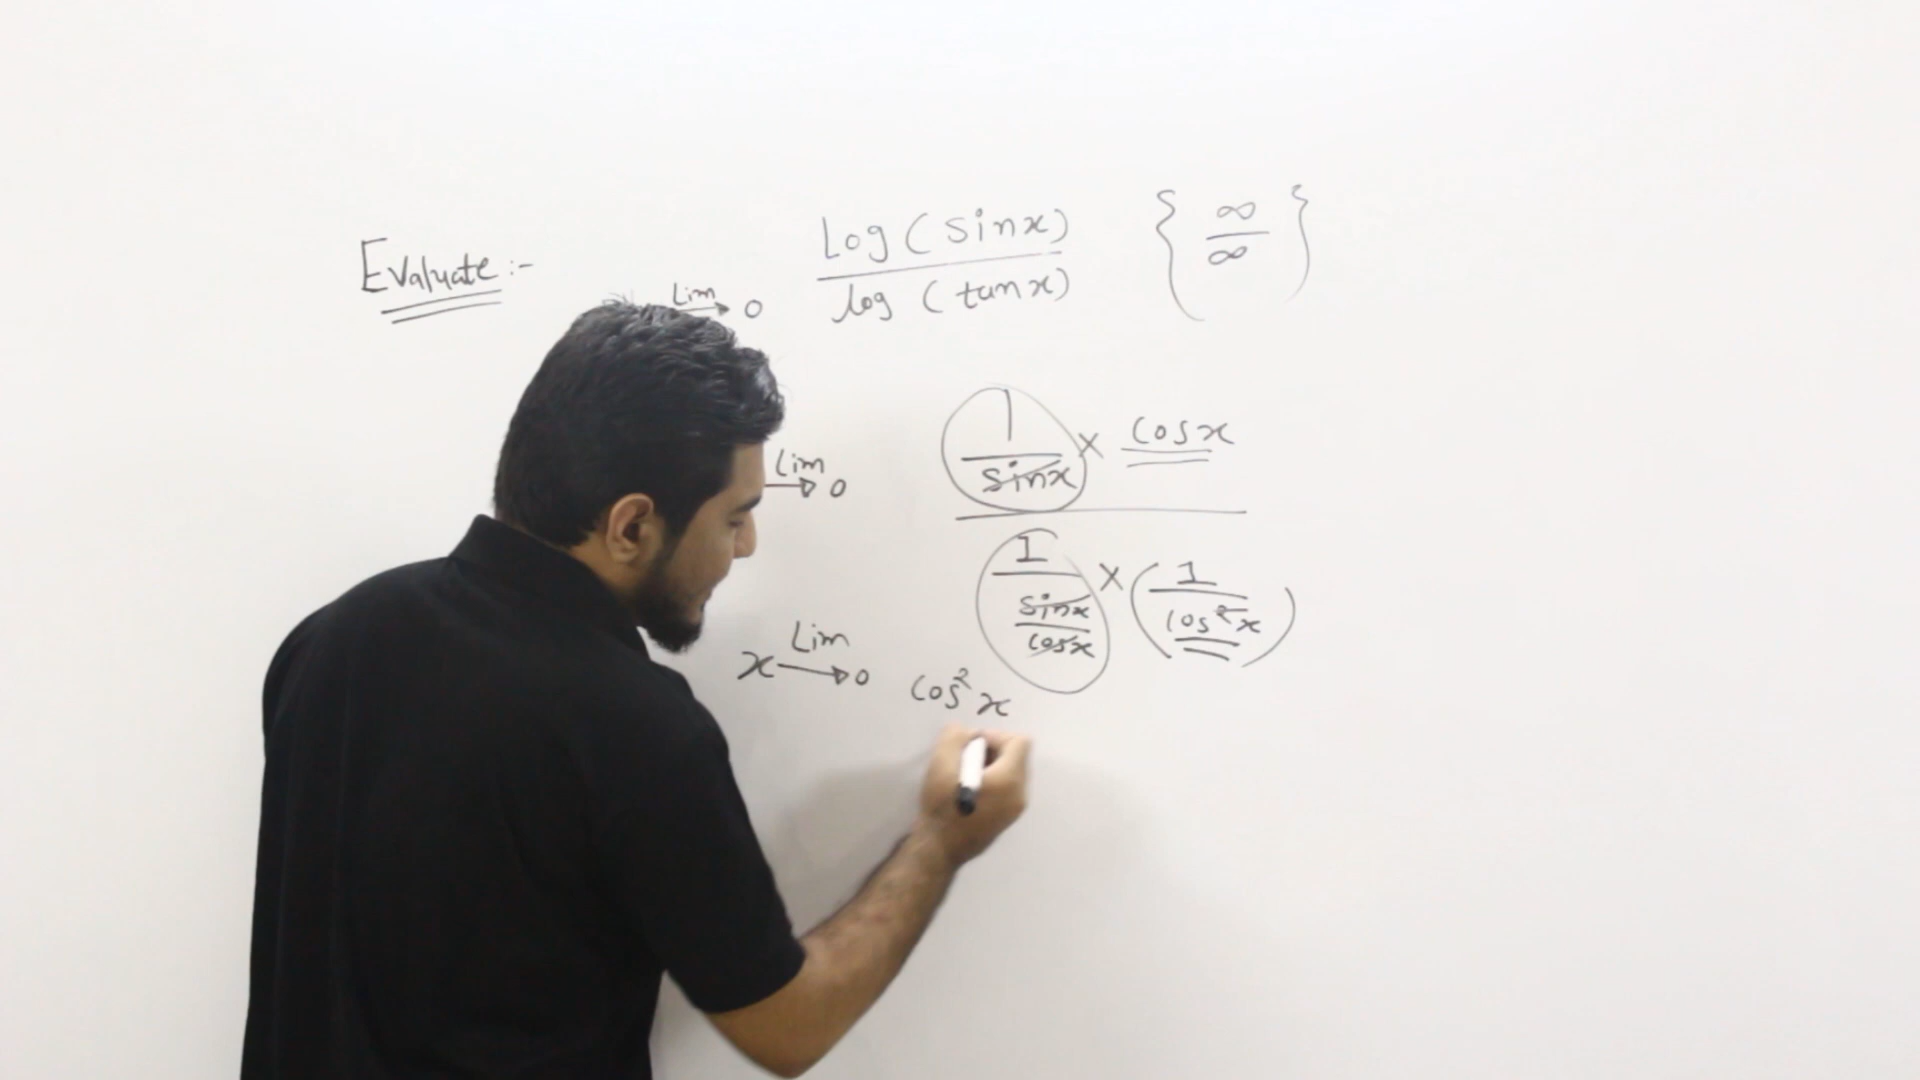 Evaluate :-
Lim → 0 Log ( sinx) / log ( tanx) { ∞ / ∞ }
Lim → 0 1 / sinx × cosx
1 / sinx / cosx × ( 1 / cos²x )
Lim x → 0 cos² x